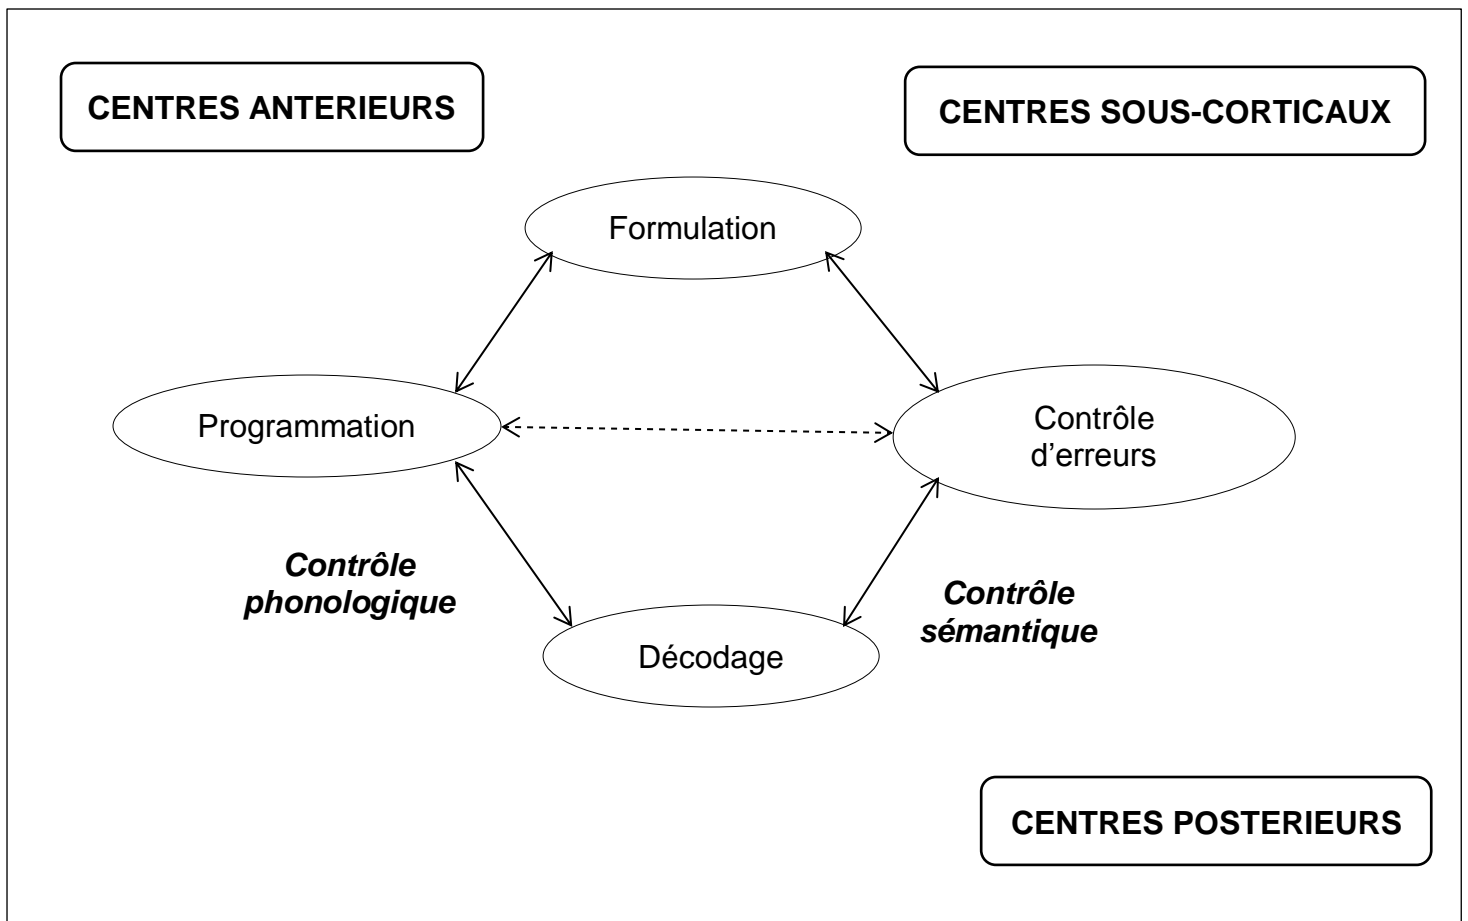 CENTRES ANTERIEURS
CENTRES SOUS-CORTICAUX
Formulation
Programmation
Contrôle
d’erreurs
Contrôle
phonologique
Contrôle
sémantique
Décodage
CENTRES POSTERIEURS